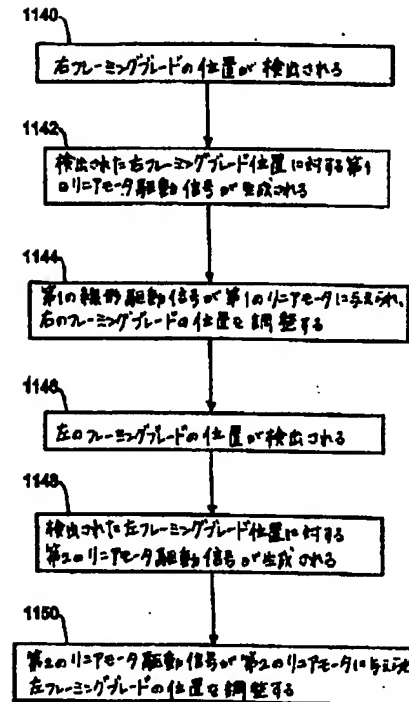 1140
右フレーミングブレードの位置が検出される
1142
検出された右フレーミングブレード位置に対する第1
のリニアモータ駆動信号が生成される
1144
第1の線形駆動信号が第1のリニアモータに与えられ、
右のフレーミングブレードの位置を調整する
1146
左のフレーミングブレードの位置が検出される
1148
検出された左フレーミングブレード位置に対する
第2のリニアモータ駆動信号が生成される
1150
第2のリニアモータ駆動信号が第2のリニアモータに与えられ
左フレーミングブレードの位置を調整する